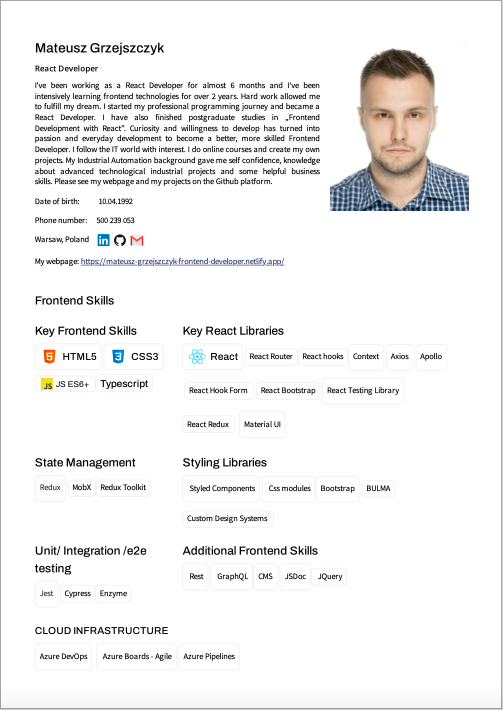 Mateusz Grzejszczyk
React Developer
I've been working as a React Developer for almost 6 months and I've been
intensively learning frontend technologies for over 2 years. Hard work allowed me
to fulfill my dream. I started my professional programming journey and became a
React Developer. I have also finished postgraduate studies in „Frontend
Development with React”. Curiosity and willingness to develop has turned into
passion and everyday development to become a better, more skilled Frontend
Developer. I follow the IT world with interest. I do online courses and create my own
projects. My Industrial Automation background gave me self confidence, knowledge
about advanced technological industrial projects and some helpful business
skills. Please see my webpage and my projects on the Github platform.
Date of birth: 10.04.1992
Phone number: 500 239 053
Warsaw, Poland in
My webpage: https://mateusz-grzejszczyk-frontend-developer.netlify.app/
Frontend Skills
Key Frontend Skills
5 HTML5 3 CSS3
JS JS ES6+ Typescript
Key React Libraries
React React Router React hooks Context Axios Apollo
React Hook Form React Bootstrap React Testing Library
React Redux Material UI
State Management
Redux MobX Redux Toolkit
Styling Libraries
Styled Components Css modules Bootstrap BULMA
Custom Design Systems
Unit/ Integration /e2e
testing
Jest Cypress Enzyme
Additional Frontend Skills
Rest GraphQL CMS JSDoc JQuery
CLOUD INFRASTRUCTURE
Azure DevOps Azure Boards - Agile Azure Pipelines